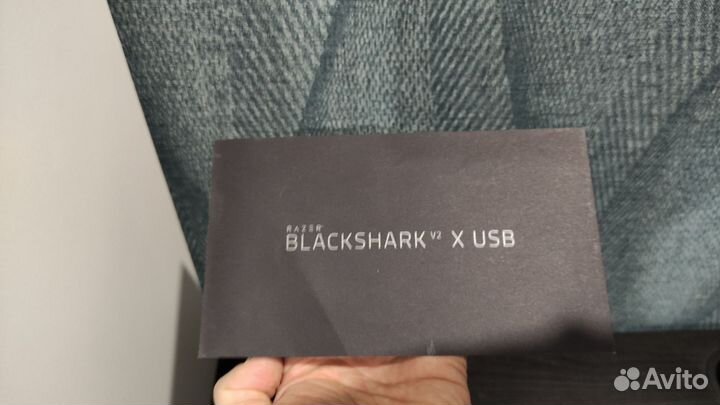 RAZER
BLACKSHARK V2 X USB
Avito